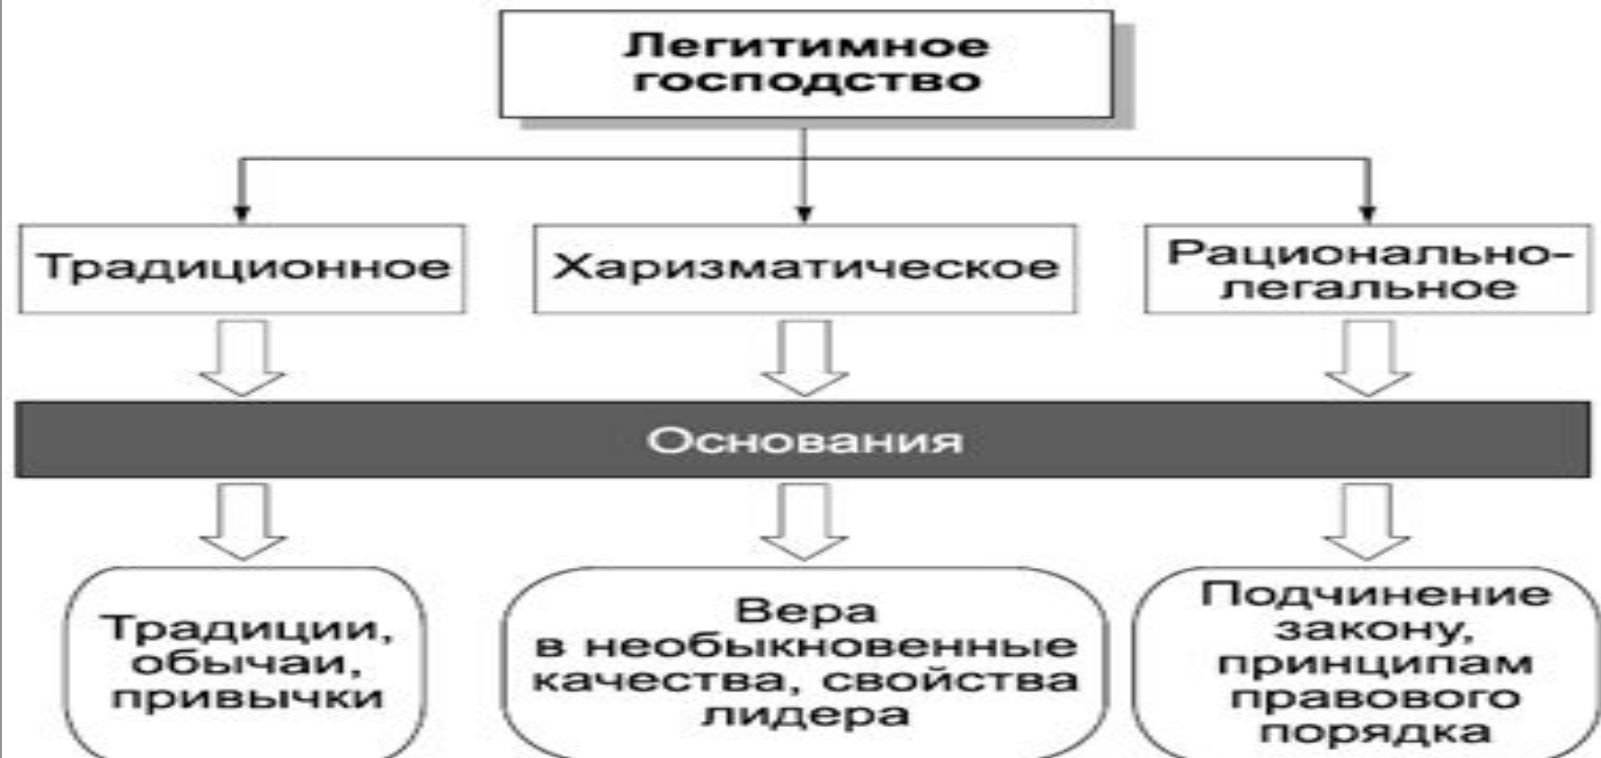 Легитимное
господство
Традиционное
Харизматическое
Рационально-
легальное
Основания
Традиции,
обычаи,
привычки
Вера
в необыкновенные
качества, свойства
лидера
Подчинение
закону,
принципам
правового
порядка